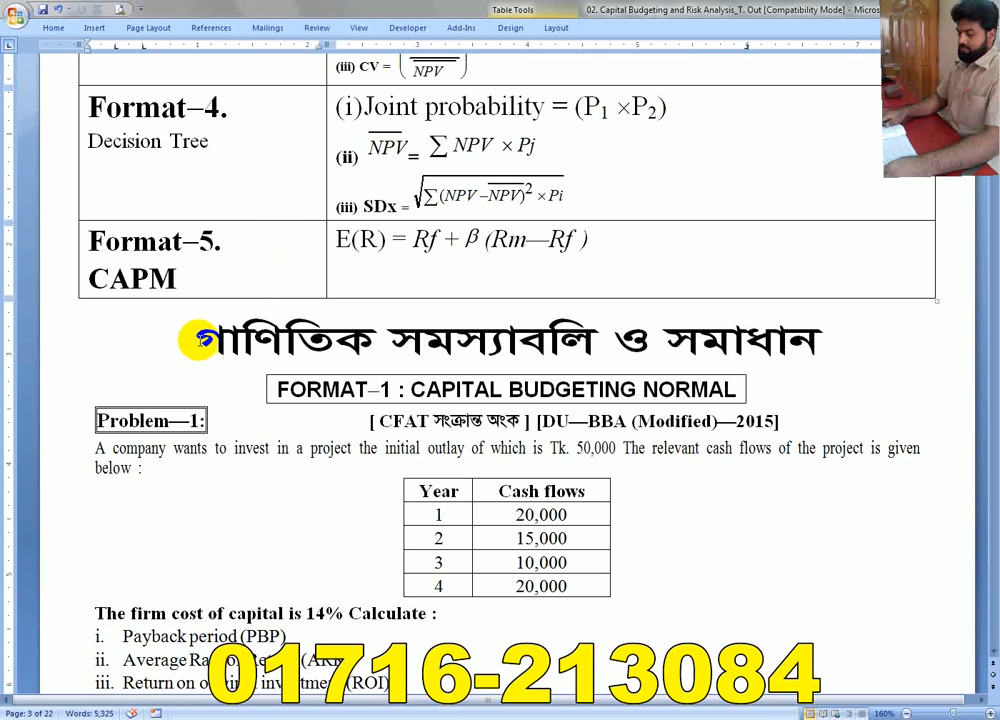 Table Tools
02. Capital Budgeting and Risk Analysis_T. Out [Compatibility Mode] - Micros
Home Insert Page Layout References Mailings Review View Developer Add-Ins Design Layout
(iii) CV = ( NPV )
Format–4. (i)Joint probability = (P₁ ×P₂)
Decision Tree
(ii) N̅P̅V̅ = ∑ NPV × Pj
(iii) SDx = √∑(NPV – N̅P̅V̅)² × Pi
Format–5. E(R) = Rf + β (Rm—Rf )
CAPM
গাণিতিক সমস্যাবলি ও সমাধান
FORMAT–1 : CAPITAL BUDGETING NORMAL
Problem—1: [ CFAT সংক্রান্ত অংক ] [DU—BBA (Modified)—2015]
A company wants to invest in a project the initial outlay of which is Tk. 50,000 The relevant cash flows of the project is given
below :
Year Cash flows
1 20,000
2 15,000
3 10,000
4 20,000
The firm cost of capital is 14% Calculate :
i. Payback period (PBP)
ii. Average Ra
iii. Return on
01716-213084
Page: 3 of 22 Words: 5,325 160%